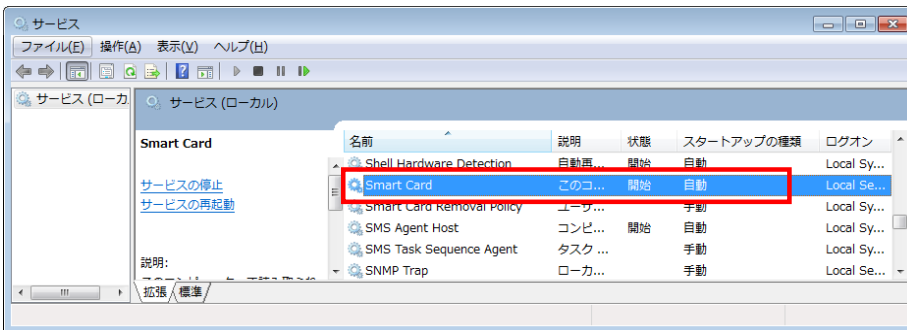 サービス
ファイル(F) 操作(A) 表示(V) ヘルプ(H)
サービス (ローカ
サービス (ローカル)
Smart Card
サービスの停止
サービスの再起動
説明:
名前 説明 状態 スタートアップの種類 ログオン
Shell Hardware Detection 自動再... 開始 自動 Local Sy...
Smart Card このコ... 開始 自動 Local Se...
Smart Card Removal Policy ユーザ... 手動 Local Sy...
SMS Agent Host コンピ... 開始 自動 Local Sy...
SMS Task Sequence Agent タスク ... 手動 Local Sy...
SNMP Trap ローカ... 手動 Local Se...
拡張 標準